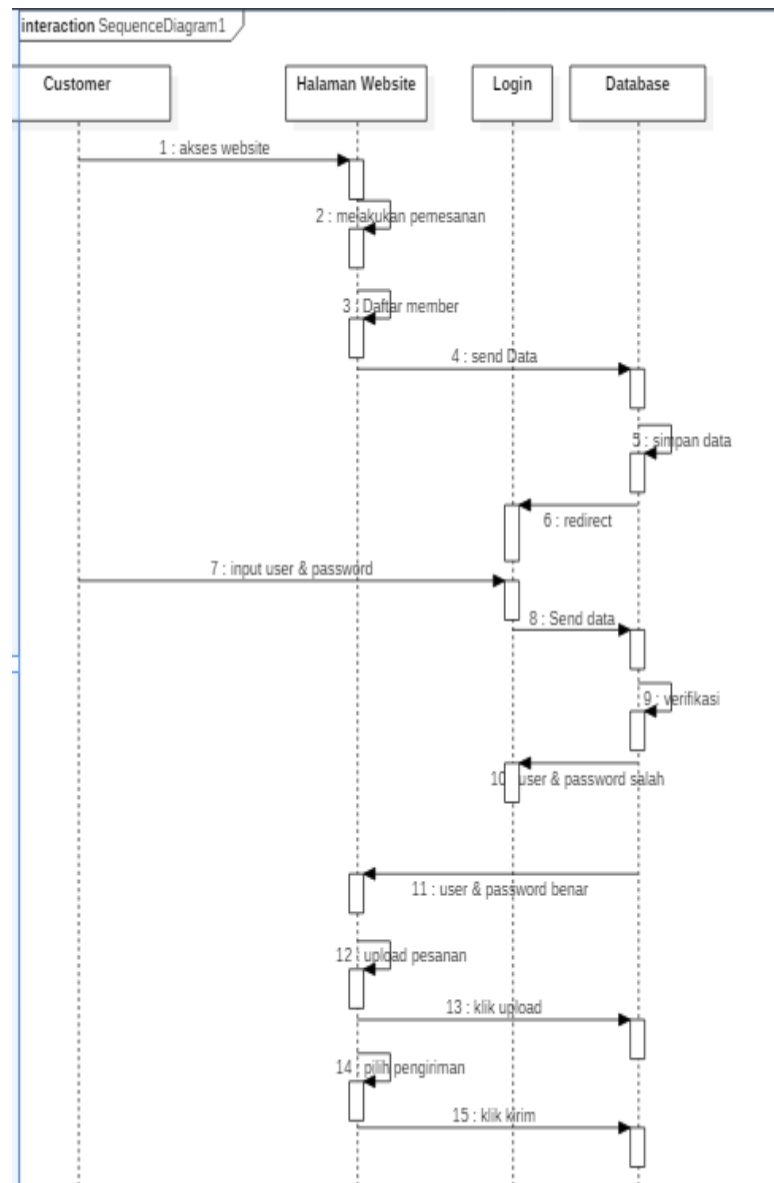 interaction SequenceDiagram1
Customer
Halaman Website
Login
Database
1 : akses website
2 : melakukan pemesanan
3 : Daftar member
4 : send Data
5 : simpan data
6 : redirect
7 : input user & password
8 : Send data
9 : verifikasi
10 : user & password salah
11 : user & password benar
12 : upload pesanan
13 : klik upload
14 : pilih pengiriman
15 : klik kirim